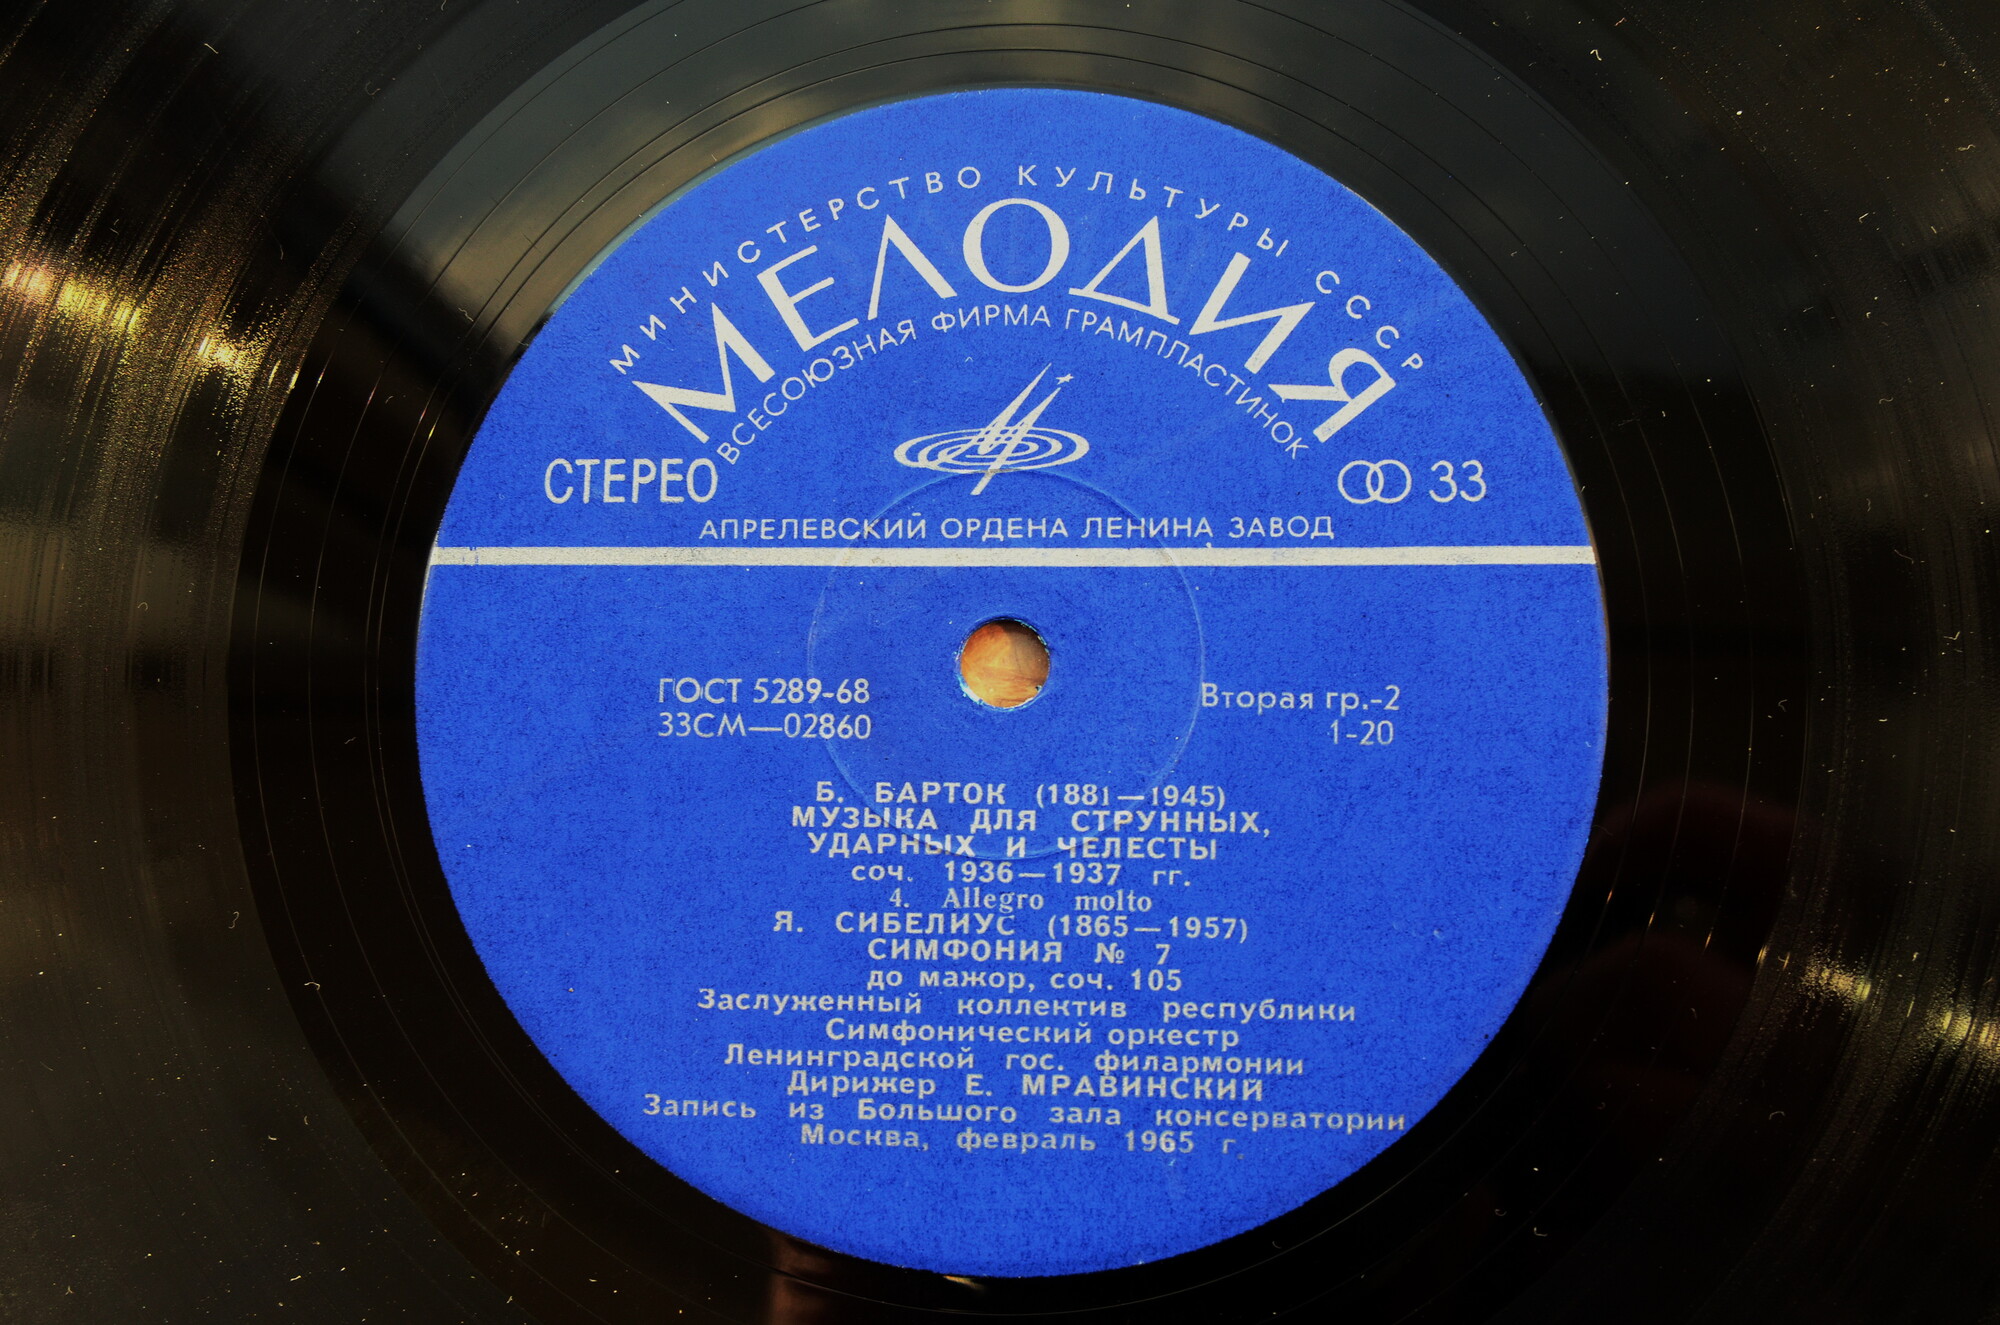 МИНИСТЕРСТВО КУЛЬТУРЫ СССР
МЕЛОДИЯ
ВСЕСОЮЗНАЯ ФИРМА ГРАМПЛАСТИНОК
СТЕРЕО
33
АПРЕЛЕВСКИЙ ОРДЕНА ЛЕНИНА ЗАВОД
ГОСТ 5289-68
33СМ—02860
Вторая гр.-2
1-20
Б. БАРТОК (1881—1945)
МУЗЫКА ДЛЯ СТРУННЫХ,
УДАРНЫХ И ЧЕЛЕСТЫ
соч. 1936—1937 гг.
4. Allegro molto
Я. СИБЕЛИУС (1865—1957)
СИМФОНИЯ № 7
до мажор, соч. 105
Заслуженный коллектив республики
Симфонический оркестр
Ленинградской гос. филармонии
Дирижер Е. МРАВИНСКИЙ
Запись из Большого зала консерватории
Москва, февраль 1965 г.